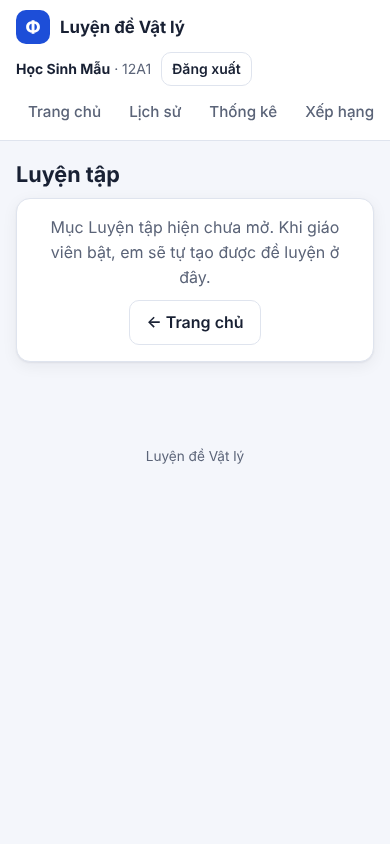 Φ Luyện đề Vật lý
Học Sinh Mẫu · 12A1 Đăng xuất
Trang chủ Lịch sử Thống kê Xếp hạng
Luyện tập
Mục Luyện tập hiện chưa mở. Khi giáo
viên bật, em sẽ tự tạo được đề luyện ở
đây.
← Trang chủ
Luyện đề Vật lý